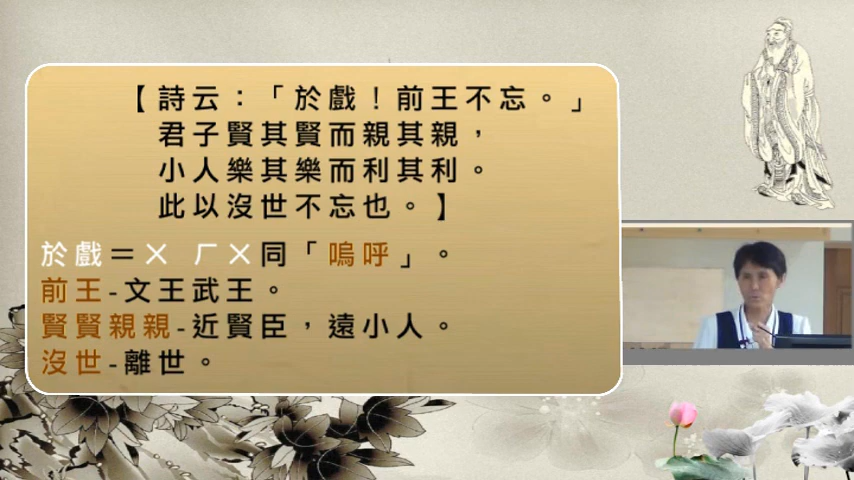 【詩云：「於戲！前王不忘。」
君子賢其賢而親其親，
小人樂其樂而利其利。
此以沒世不忘也。】
於戲＝ㄨ ㄏㄨ同「嗚呼」。
前王-文王武王。
賢賢親親-近賢臣，遠小人。
沒世-離世。